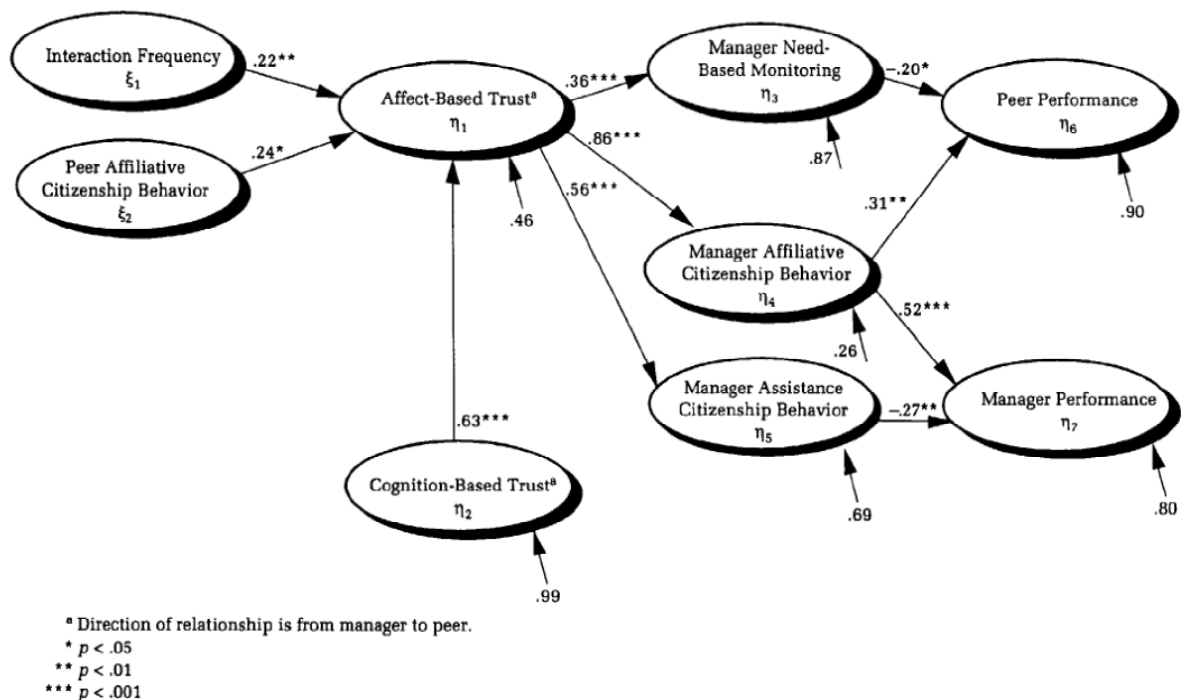 Interaction Frequency
ξ1
.22**
Peer Affiliative
Citizenship Behavior
ξ2
.24*
Affect-Based Trustª
η1
.46
.63***
Cognition-Based Trustª
η2
.99
.36***
.86***
.56***
Manager Need-
Based Monitoring
η3
.87
Manager Affiliative
Citizenship Behavior
η4
.26
Manager Assistance
Citizenship Behavior
η5
.69
-.20*
.31**
.52***
-.27**
Peer Performance
η6
.90
Manager Performance
η7
.80
ª Direction of relationship is from manager to peer.
* p < .05
** p < .01
*** p < .001